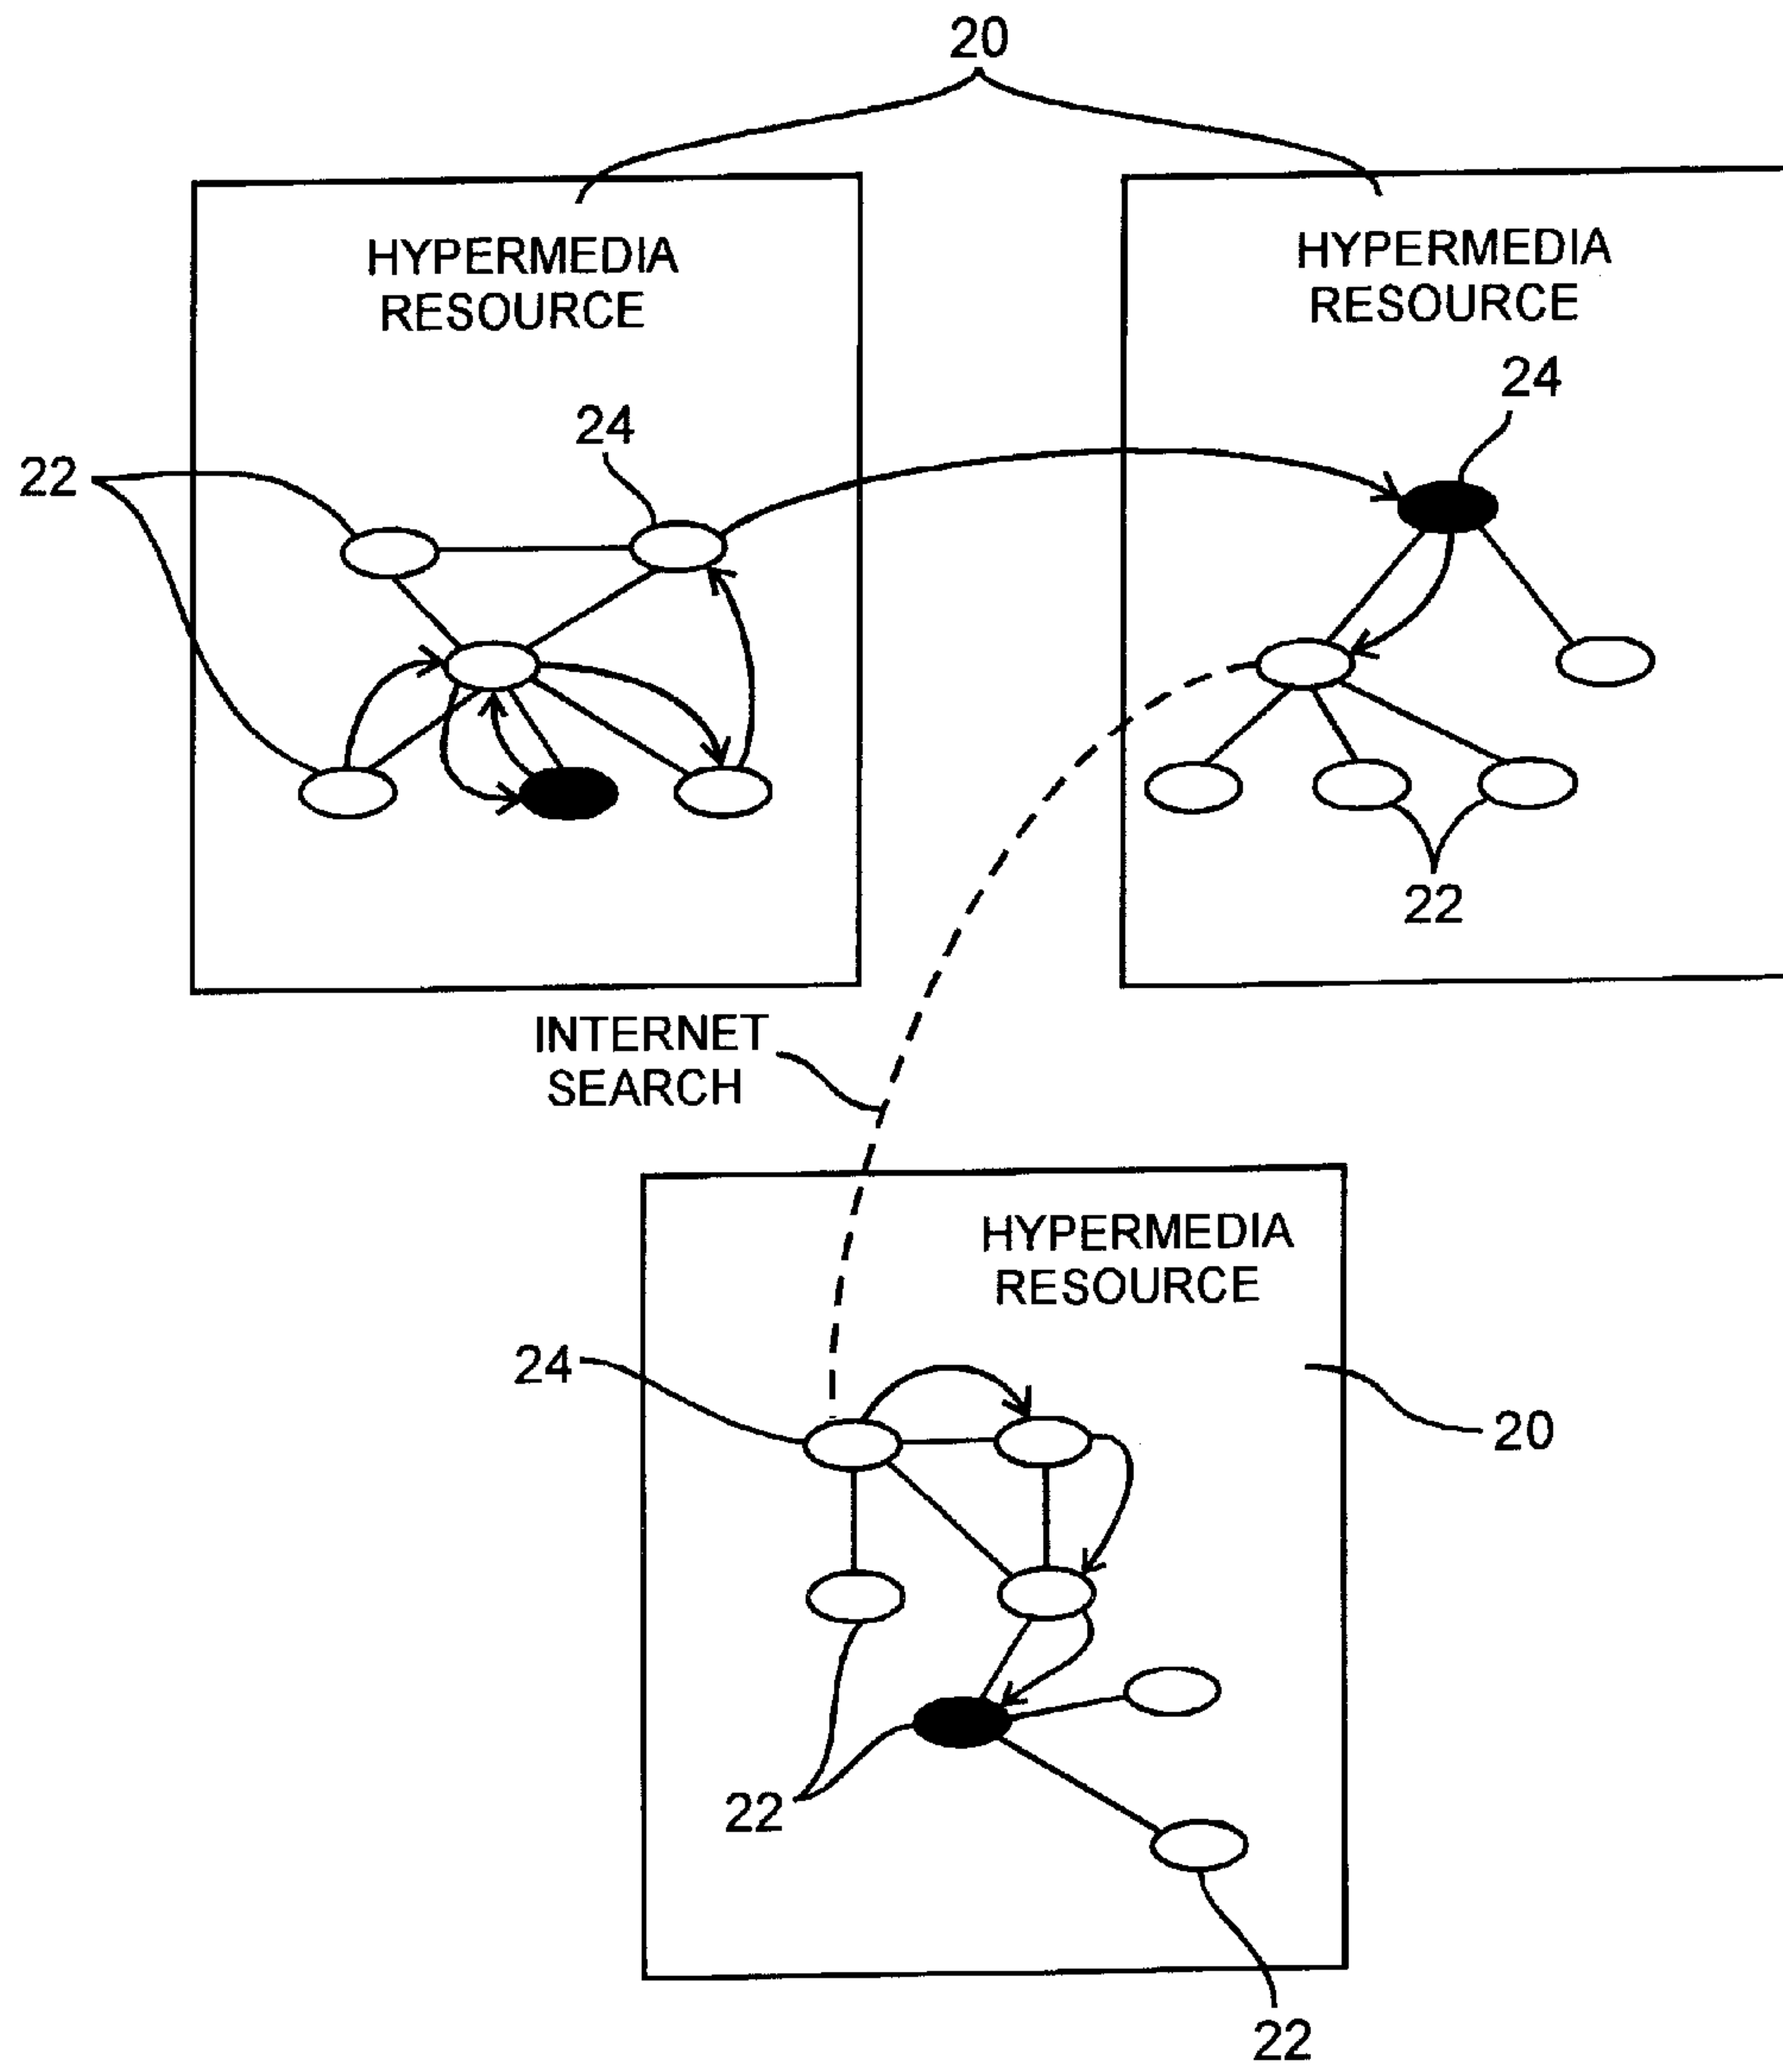 20
HYPERMEDIA
RESOURCE
HYPERMEDIA
RESOURCE
24
24
22
22
INTERNET
SEARCH
HYPERMEDIA
RESOURCE
24
20
22
22